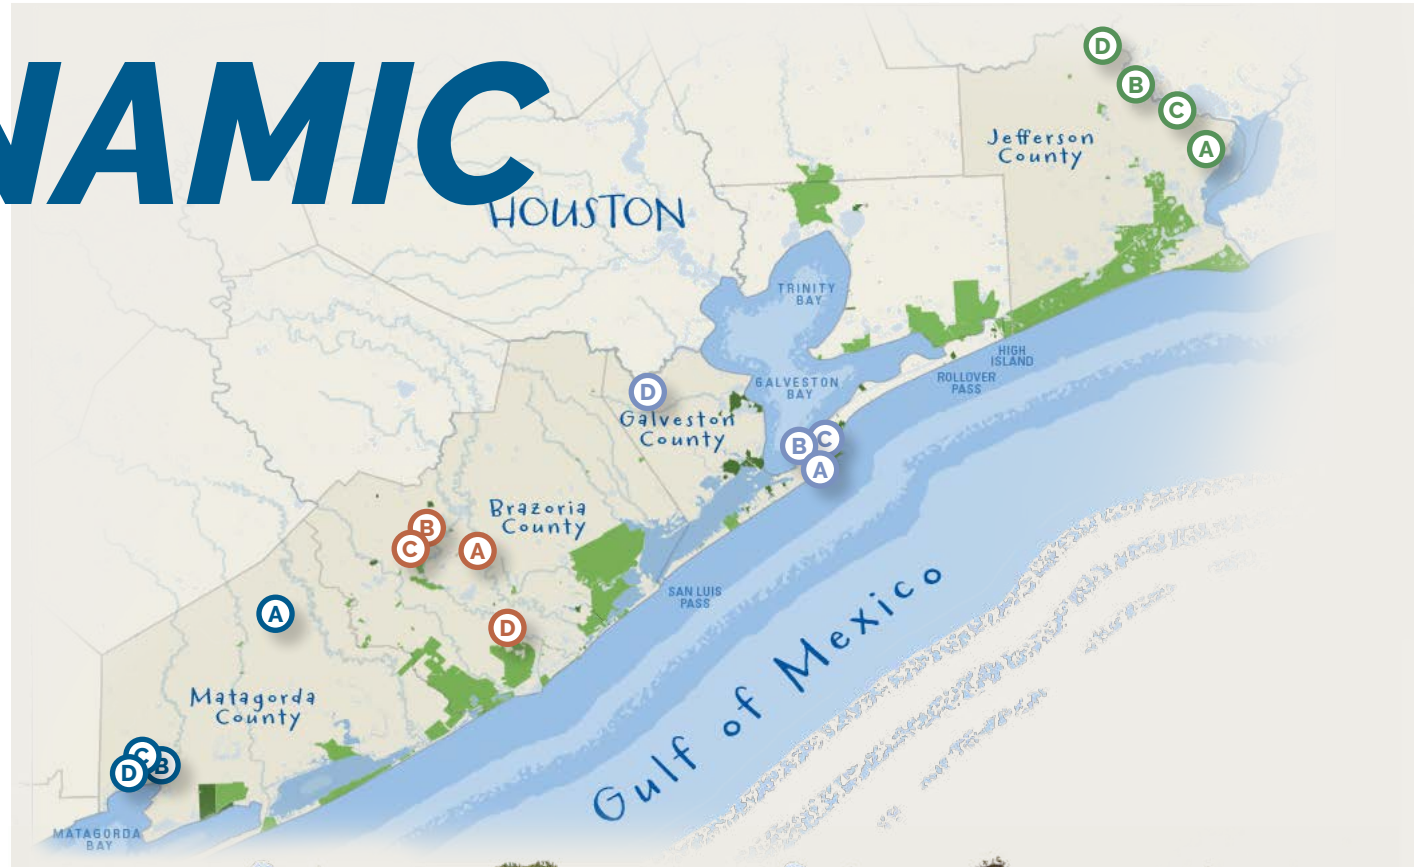 NAMIC
HOUSTON
Jefferson
County
D
B
C
A
TRINITY
BAY
HIGH
ISLAND
ROLLOVER
PASS
GALVESTON
BAY
D
Galveston
County
B
C
A
Brazoria
County
B
C
A
D
SAN LUIS
PASS
A
Matagorda
County
C
B
D
MATAGORDA
BAY
Gulf of Mexico